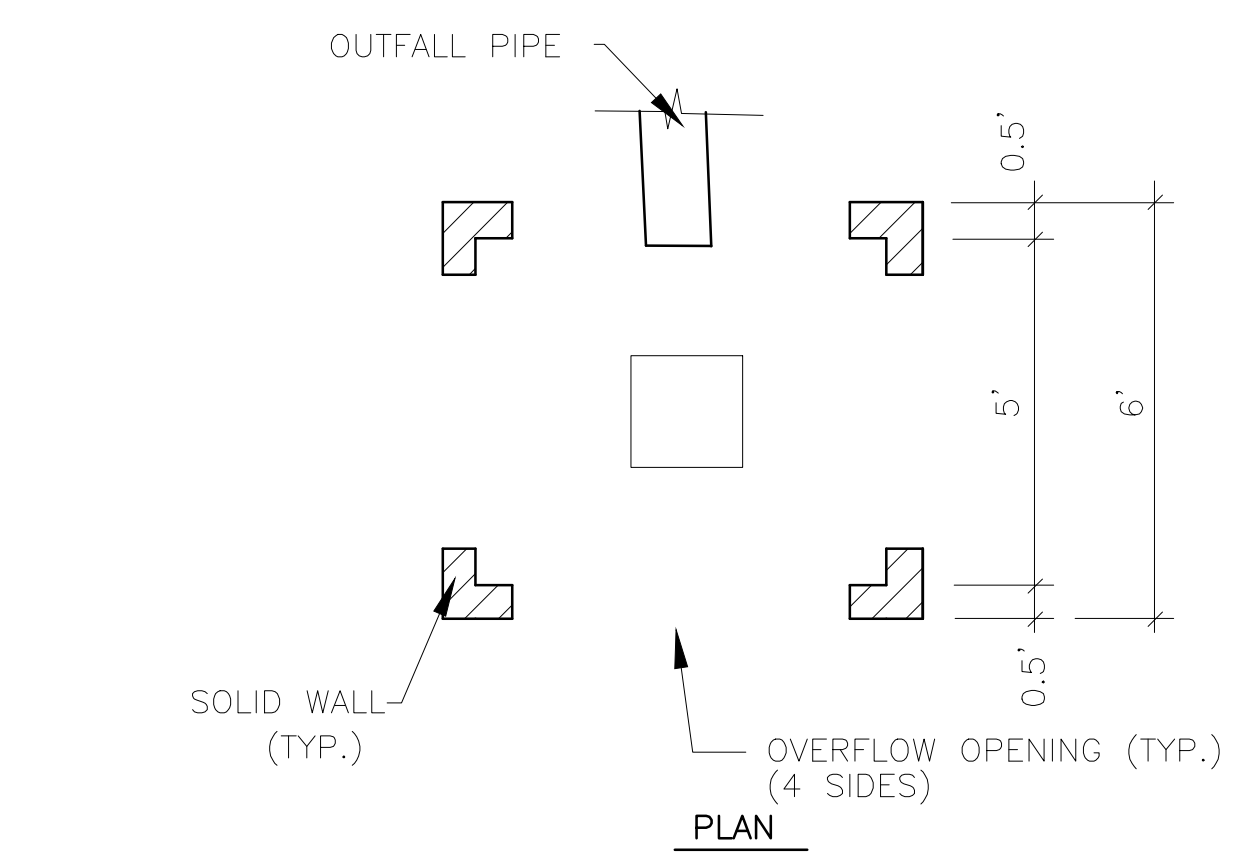 OUTFALL PIPE
0.5'
5'
6'
0.5'
SOLID WALL
(TYP.)
OVERFLOW OPENING (TYP.)
(4 SIDES)
PLAN